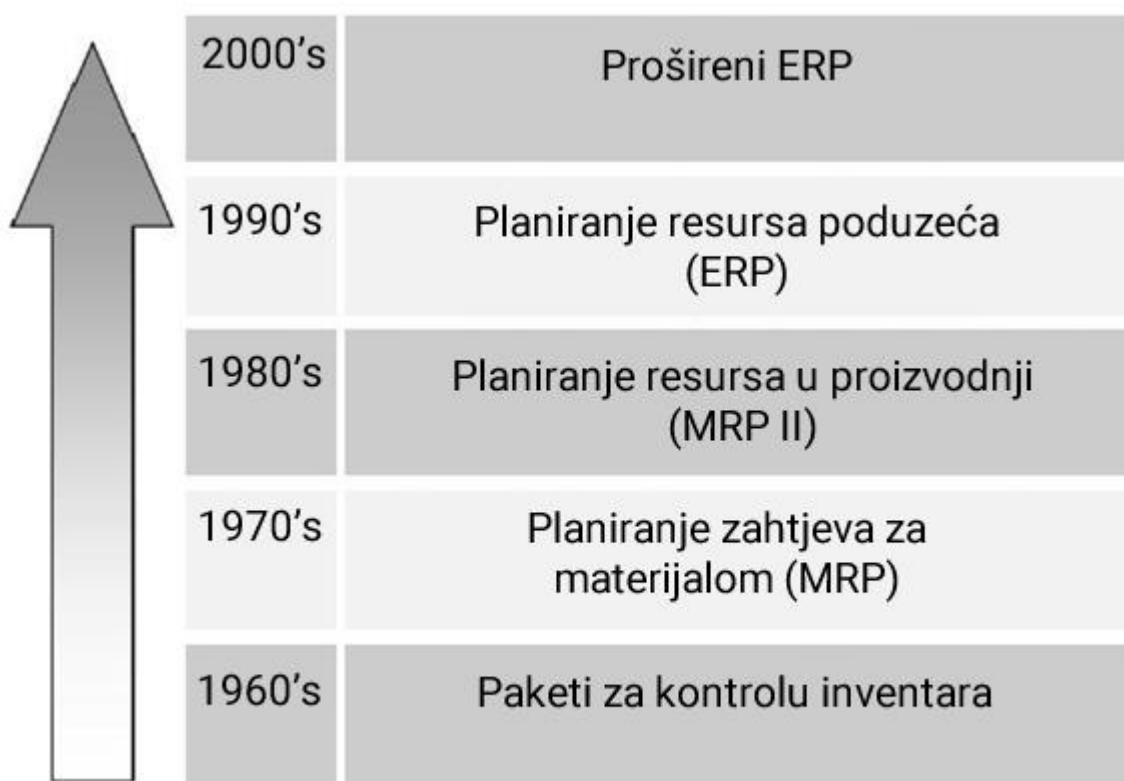 2000’s
Prošireni ERP
1990’s
Planiranje resursa poduzeća
(ERP)
1980’s
Planiranje resursa u proizvodnji
(MRP II)
1970’s
Planiranje zahtjeva za
materijalom (MRP)
1960’s
Paketi za kontrolu inventara